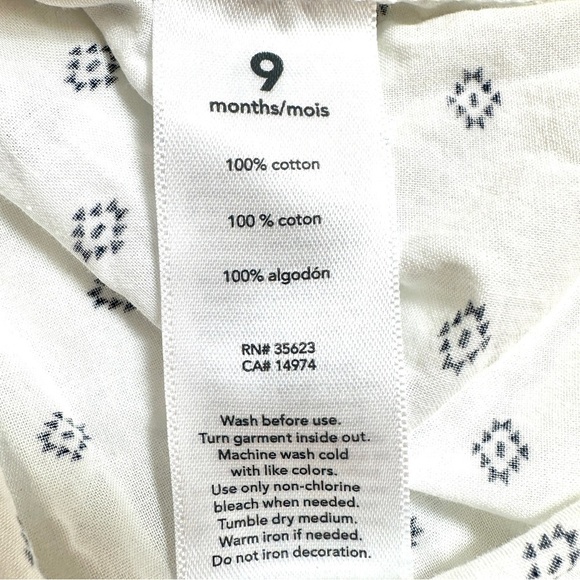 9
months/mois
100% cotton
100 % coton
100% algodón
RN# 35623
CA# 14974
Wash before use.
Turn garment inside out.
Machine wash cold
with like colors.
Use only non-chlorine
bleach when needed.
Tumble dry medium.
Warm iron if needed.
Do not iron decoration.